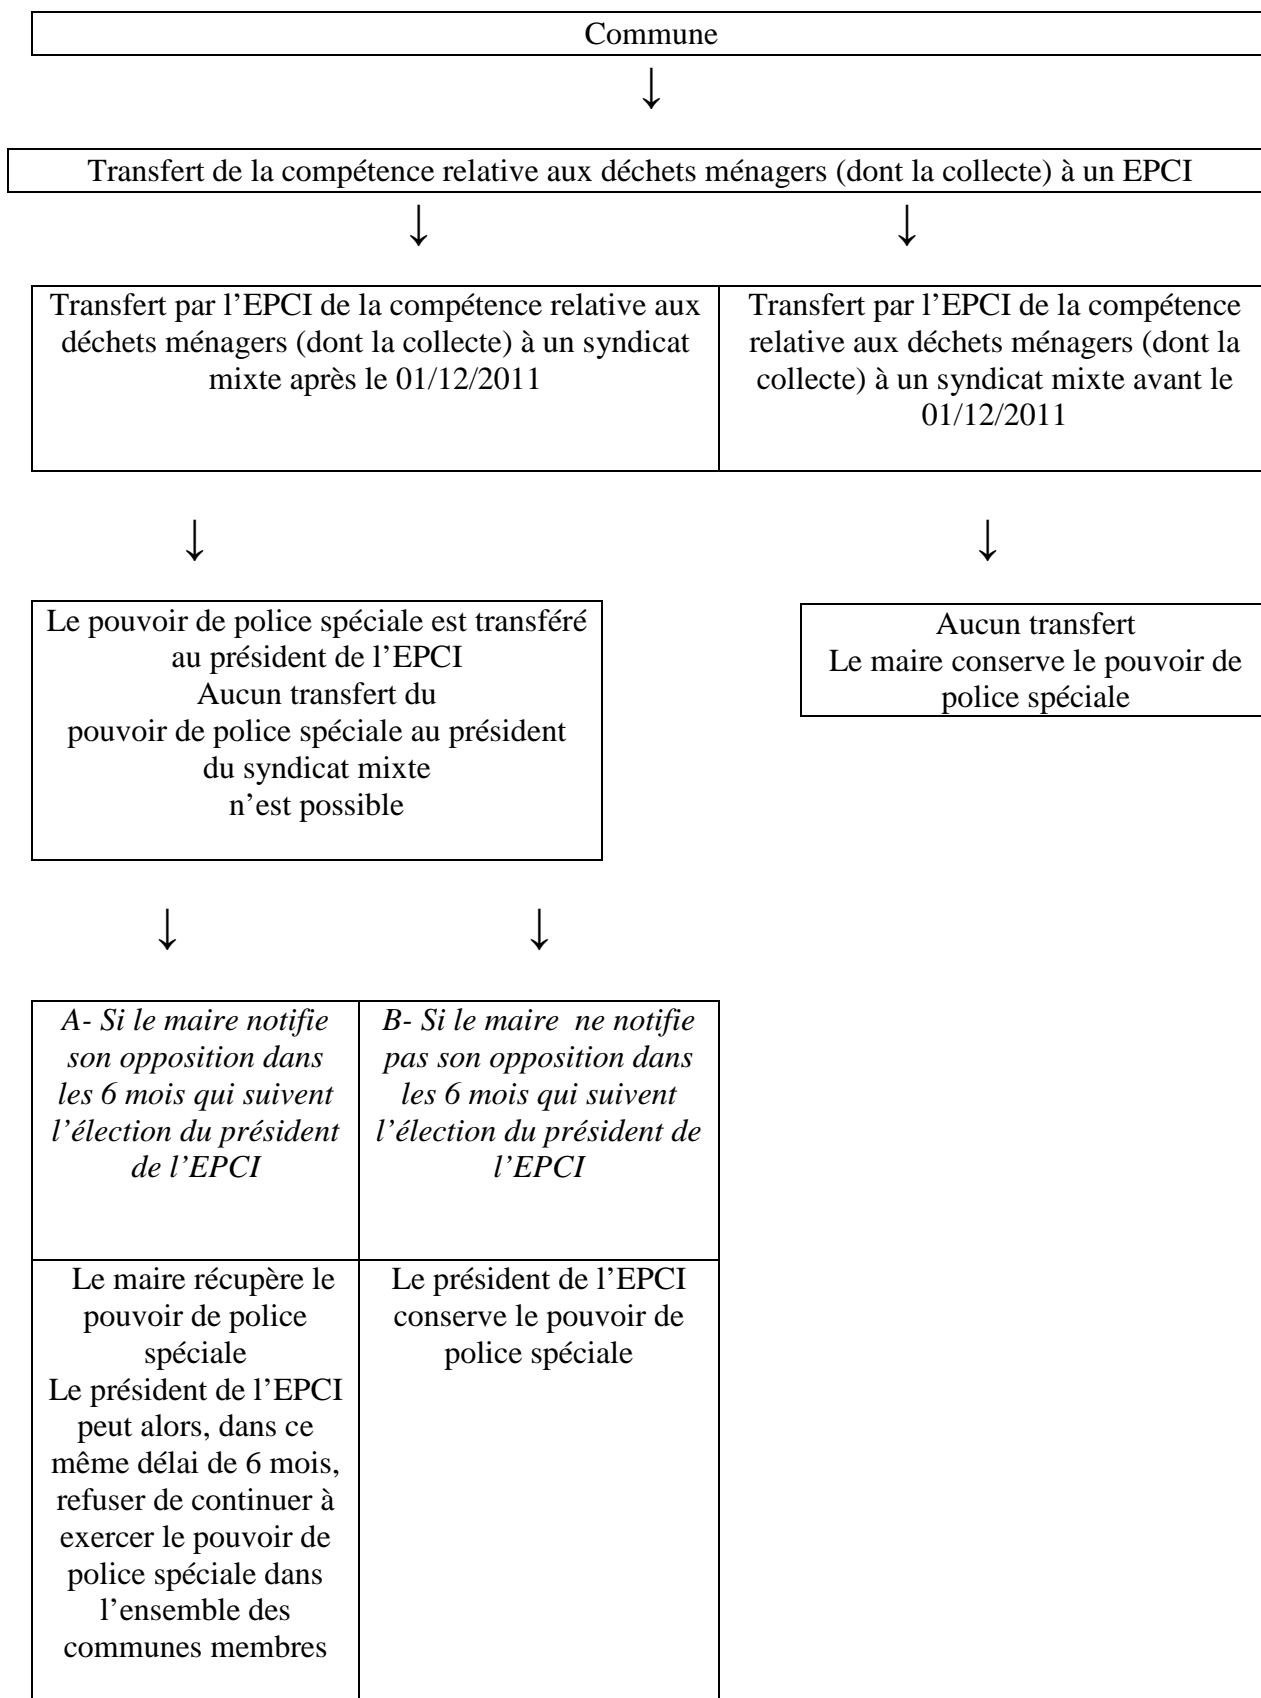 Commune
↓
Transfert de la compétence relative aux déchets ménagers (dont la collecte) à un EPCI
↓ ↓
Transfert par l’EPCI de la compétence relative aux
déchets ménagers (dont la collecte) à un syndicat
mixte après le 01/12/2011
Transfert par l’EPCI de la compétence
relative aux déchets ménagers (dont la
collecte) à un syndicat mixte avant le
01/12/2011
↓ ↓
Le pouvoir de police spéciale est transféré
au président de l’EPCI
Aucun transfert du
pouvoir de police spéciale au président
du syndicat mixte
n’est possible
Aucun transfert
Le maire conserve le pouvoir de
police spéciale
↓ ↓
A- Si le maire notifie
son opposition dans
les 6 mois qui suivent
l’élection du président
de l’EPCI
B- Si le maire ne notifie
pas son opposition dans
les 6 mois qui suivent
l’élection du président de
l’EPCI
Le maire récupère le
pouvoir de police
spéciale
Le président de l’EPCI
peut alors, dans ce
même délai de 6 mois,
refuser de continuer à
exercer le pouvoir de
police spéciale dans
l’ensemble des
communes membres
Le président de l’EPCI
conserve le pouvoir de
police spéciale